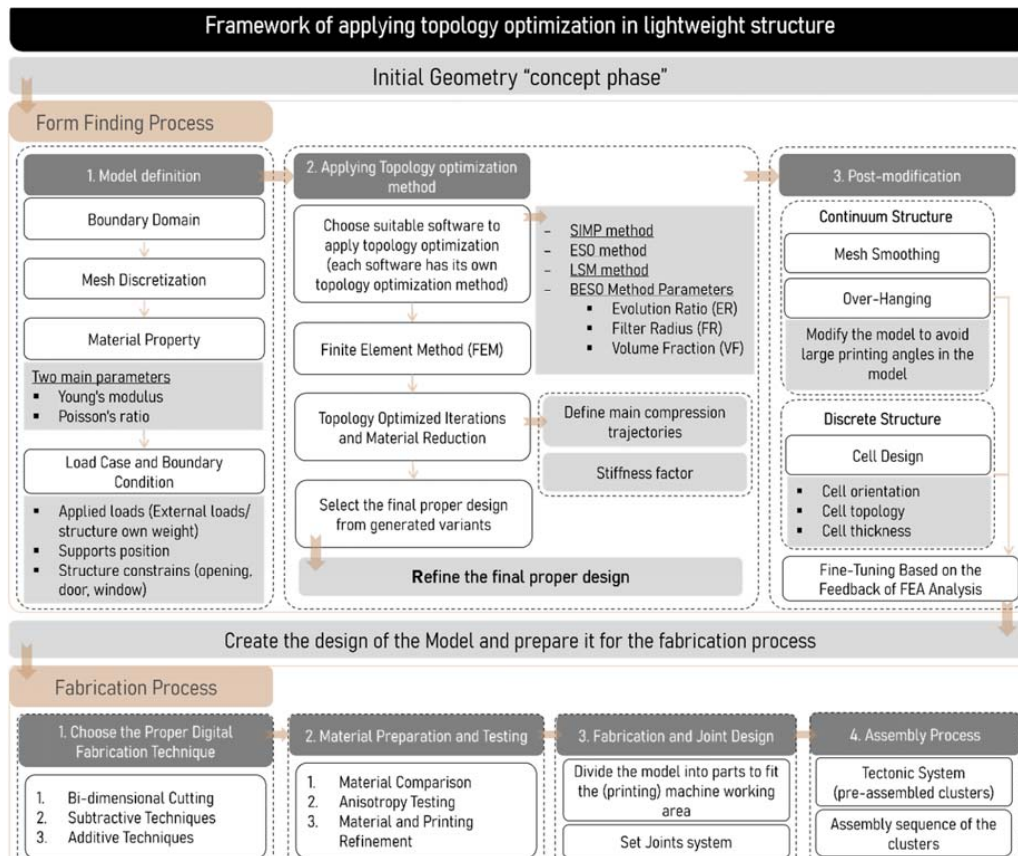 Framework of applying topology optimization in lightweight structure
Initial Geometry “concept phase”
Form Finding Process
1. Model definition
Boundary Domain
Mesh Discretization
Material Property
Two main parameters
▪ Young's modulus
▪ Poisson's ratio
Load Case and Boundary
Condition
▪ Applied loads (External loads/
structure own weight)
▪ Supports position
▪ Structure constrains (opening,
door, window)
2. Applying Topology optimization
method
Choose suitable software to
apply topology optimization
(each software has its own
topology optimization method)
– SIMP method
– ESO method
– LSM method
– BESO Method Parameters
▪ Evolution Ratio (ER)
▪ Filter Radius (FR)
▪ Volume Fraction (VF)
Finite Element Method (FEM)
Topology Optimized Iterations
and Material Reduction
Define main compression
trajectories
Stiffness factor
Select the final proper design
from generated variants
Refine the final proper design
3. Post-modification
Continuum Structure
Mesh Smoothing
Over-Hanging
Modify the model to avoid
large printing angles in the
model
Discrete Structure
Cell Design
▪ Cell orientation
▪ Cell topology
▪ Cell thickness
Fine-Tuning Based on the
Feedback of FEA Analysis
Create the design of the Model and prepare it for the fabrication process
Fabrication Process
1. Choose the Proper Digital
Fabrication Technique
1. Bi-dimensional Cutting
2. Subtractive Techniques
3. Additive Techniques
2. Material Preparation and Testing
1. Material Comparison
2. Anisotropy Testing
3. Material and Printing
Refinement
3. Fabrication and Joint Design
Divide the model into parts to fit
the (printing) machine working
area
Set Joints system
4. Assembly Process
Tectonic System
(pre-assembled clusters)
Assembly sequence of the
clusters